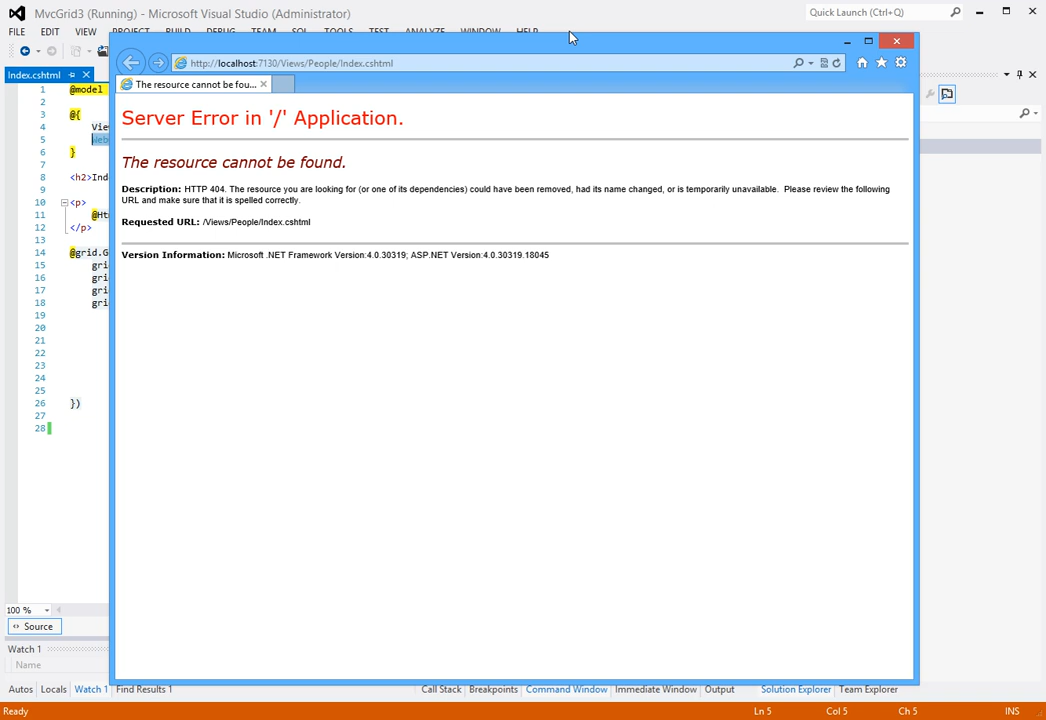 MvcGrid3 (Running) - Microsoft Visual Studio (Administrator)
Quick Launch (Ctrl+Q)
FILE EDIT VIEW PROJECT BUILD DEBUG TEAM SQL TOOLS TEST ANALYZE WINDOW HELP
http://localhost:7130/Views/People/Index.cshtml
Index.cshtml
The resource cannot be fou...
1 @model
2
3 @{
4 View
5 Web
6 }
7
8 <h2>Ind
9
10 <p>
11 @Ht
12 </p>
13
14 @grid.G
15 gri
16 gri
17 gri
18 gri
19
20
21
22
23
24
25
26 })
27
28
Server Error in '/' Application.
The resource cannot be found.
Description: HTTP 404. The resource you are looking for (or one of its dependencies) could have been removed, had its name changed, or is temporarily unavailable. Please review the following
URL and make sure that it is spelled correctly.
Requested URL: /Views/People/Index.cshtml
Version Information: Microsoft .NET Framework Version:4.0.30319; ASP.NET Version:4.0.30319.18045
100 %
Source
Watch 1
Name
Autos Locals Watch 1 Find Results 1 Call Stack Breakpoints Command Window Immediate Window Output Solution Explorer Team Explorer
Ready Ln 5 Col 5 Ch 5 INS